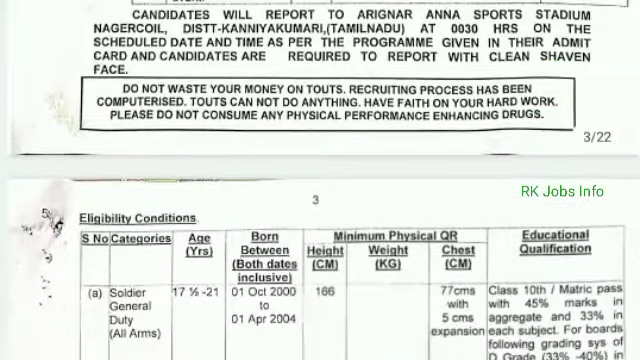 CANDIDATES WILL REPORT TO ARIGNAR ANNA SPORTS STADIUM
NAGERCOIL, DISTT-KANNIYAKUMARI,(TAMILNADU) AT 0030 HRS ON THE
SCHEDULED DATE AND TIME AS PER THE PROGRAMME GIVEN IN THEIR ADMIT
CARD AND CANDIDATES ARE REQUIRED TO REPORT WITH CLEAN SHAVEN
FACE.
DO NOT WASTE YOUR MONEY ON TOUTS. RECRUITING PROCESS HAS BEEN
COMPUTERISED. TOUTS CAN NOT DO ANYTHING. HAVE FAITH ON YOUR HARD WORK.
PLEASE DO NOT CONSUME ANY PHYSICAL PERFORMANCE ENHANCING DRUGS.
3/22
RK Jobs Info
3
Eligibility Conditions
S No Categories Age (Yrs) Born Between (Both dates inclusive) Minimum Physical QR Educational Qualification
Height (CM) Weight (KG) Chest (CM)
(a) Soldier 17 ½ -21 01 Oct 2000 166 77cms Class 10th / Matric pass
General to with with 45% marks in
Duty 01 Apr 2004 5 cms aggregate and 33% in
(All Arms) expansion each subject. For boards
following grading sys of
D Grade (33% -40%) in